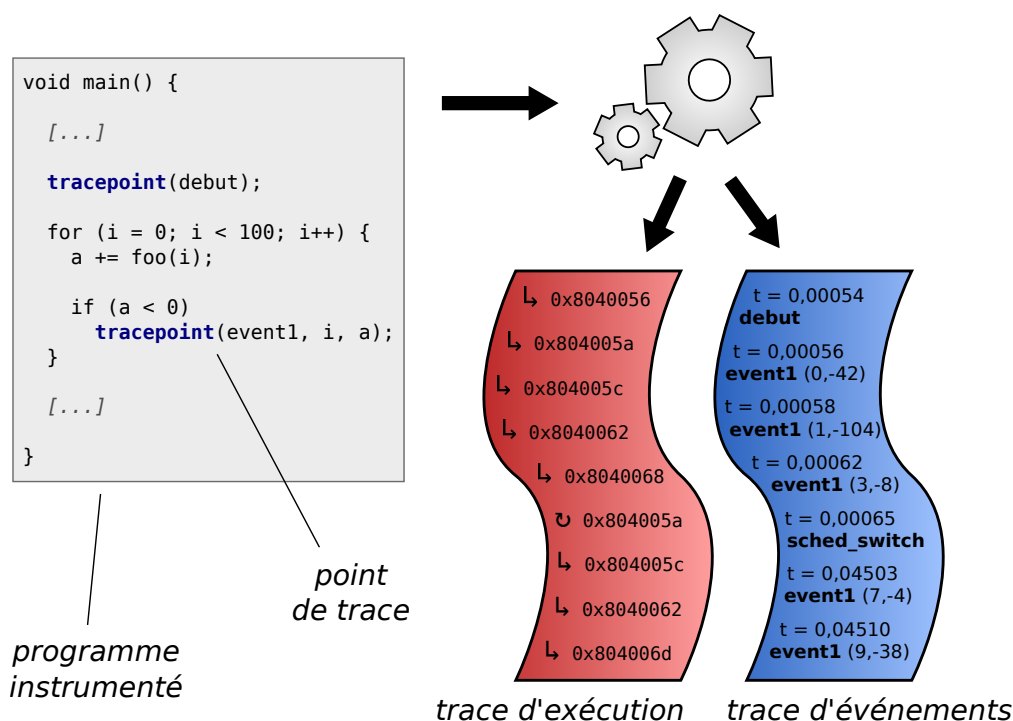 void main() {
[...]
tracepoint(debut);
for (i = 0; i < 100; i++) {
a += foo(i);
if (a < 0)
tracepoint(event1, i, a);
}
[...]
}
programme
instrumenté
point
de trace
↳ 0x8040056
↳ 0x804005a
↳ 0x804005c
↳ 0x8040062
↳ 0x8040068
↻ 0x804005a
↳ 0x804005c
↳ 0x8040062
↳ 0x804006d
trace d'exécution
t = 0,00054
debut
t = 0,00056
event1 (0,-42)
t = 0,00058
event1 (1,-104)
t = 0,00062
event1 (3,-8)
t = 0,00065
sched_switch
t = 0,04503
event1 (7,-4)
t = 0,04510
event1 (9,-38)
trace d'événements